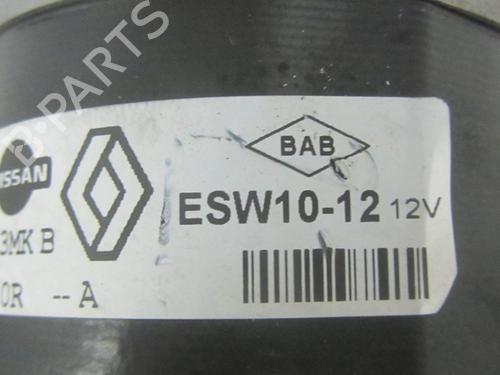 B-PARTS
BAB
NISSAN
ESW10-12 12V
3MK B
0R --A